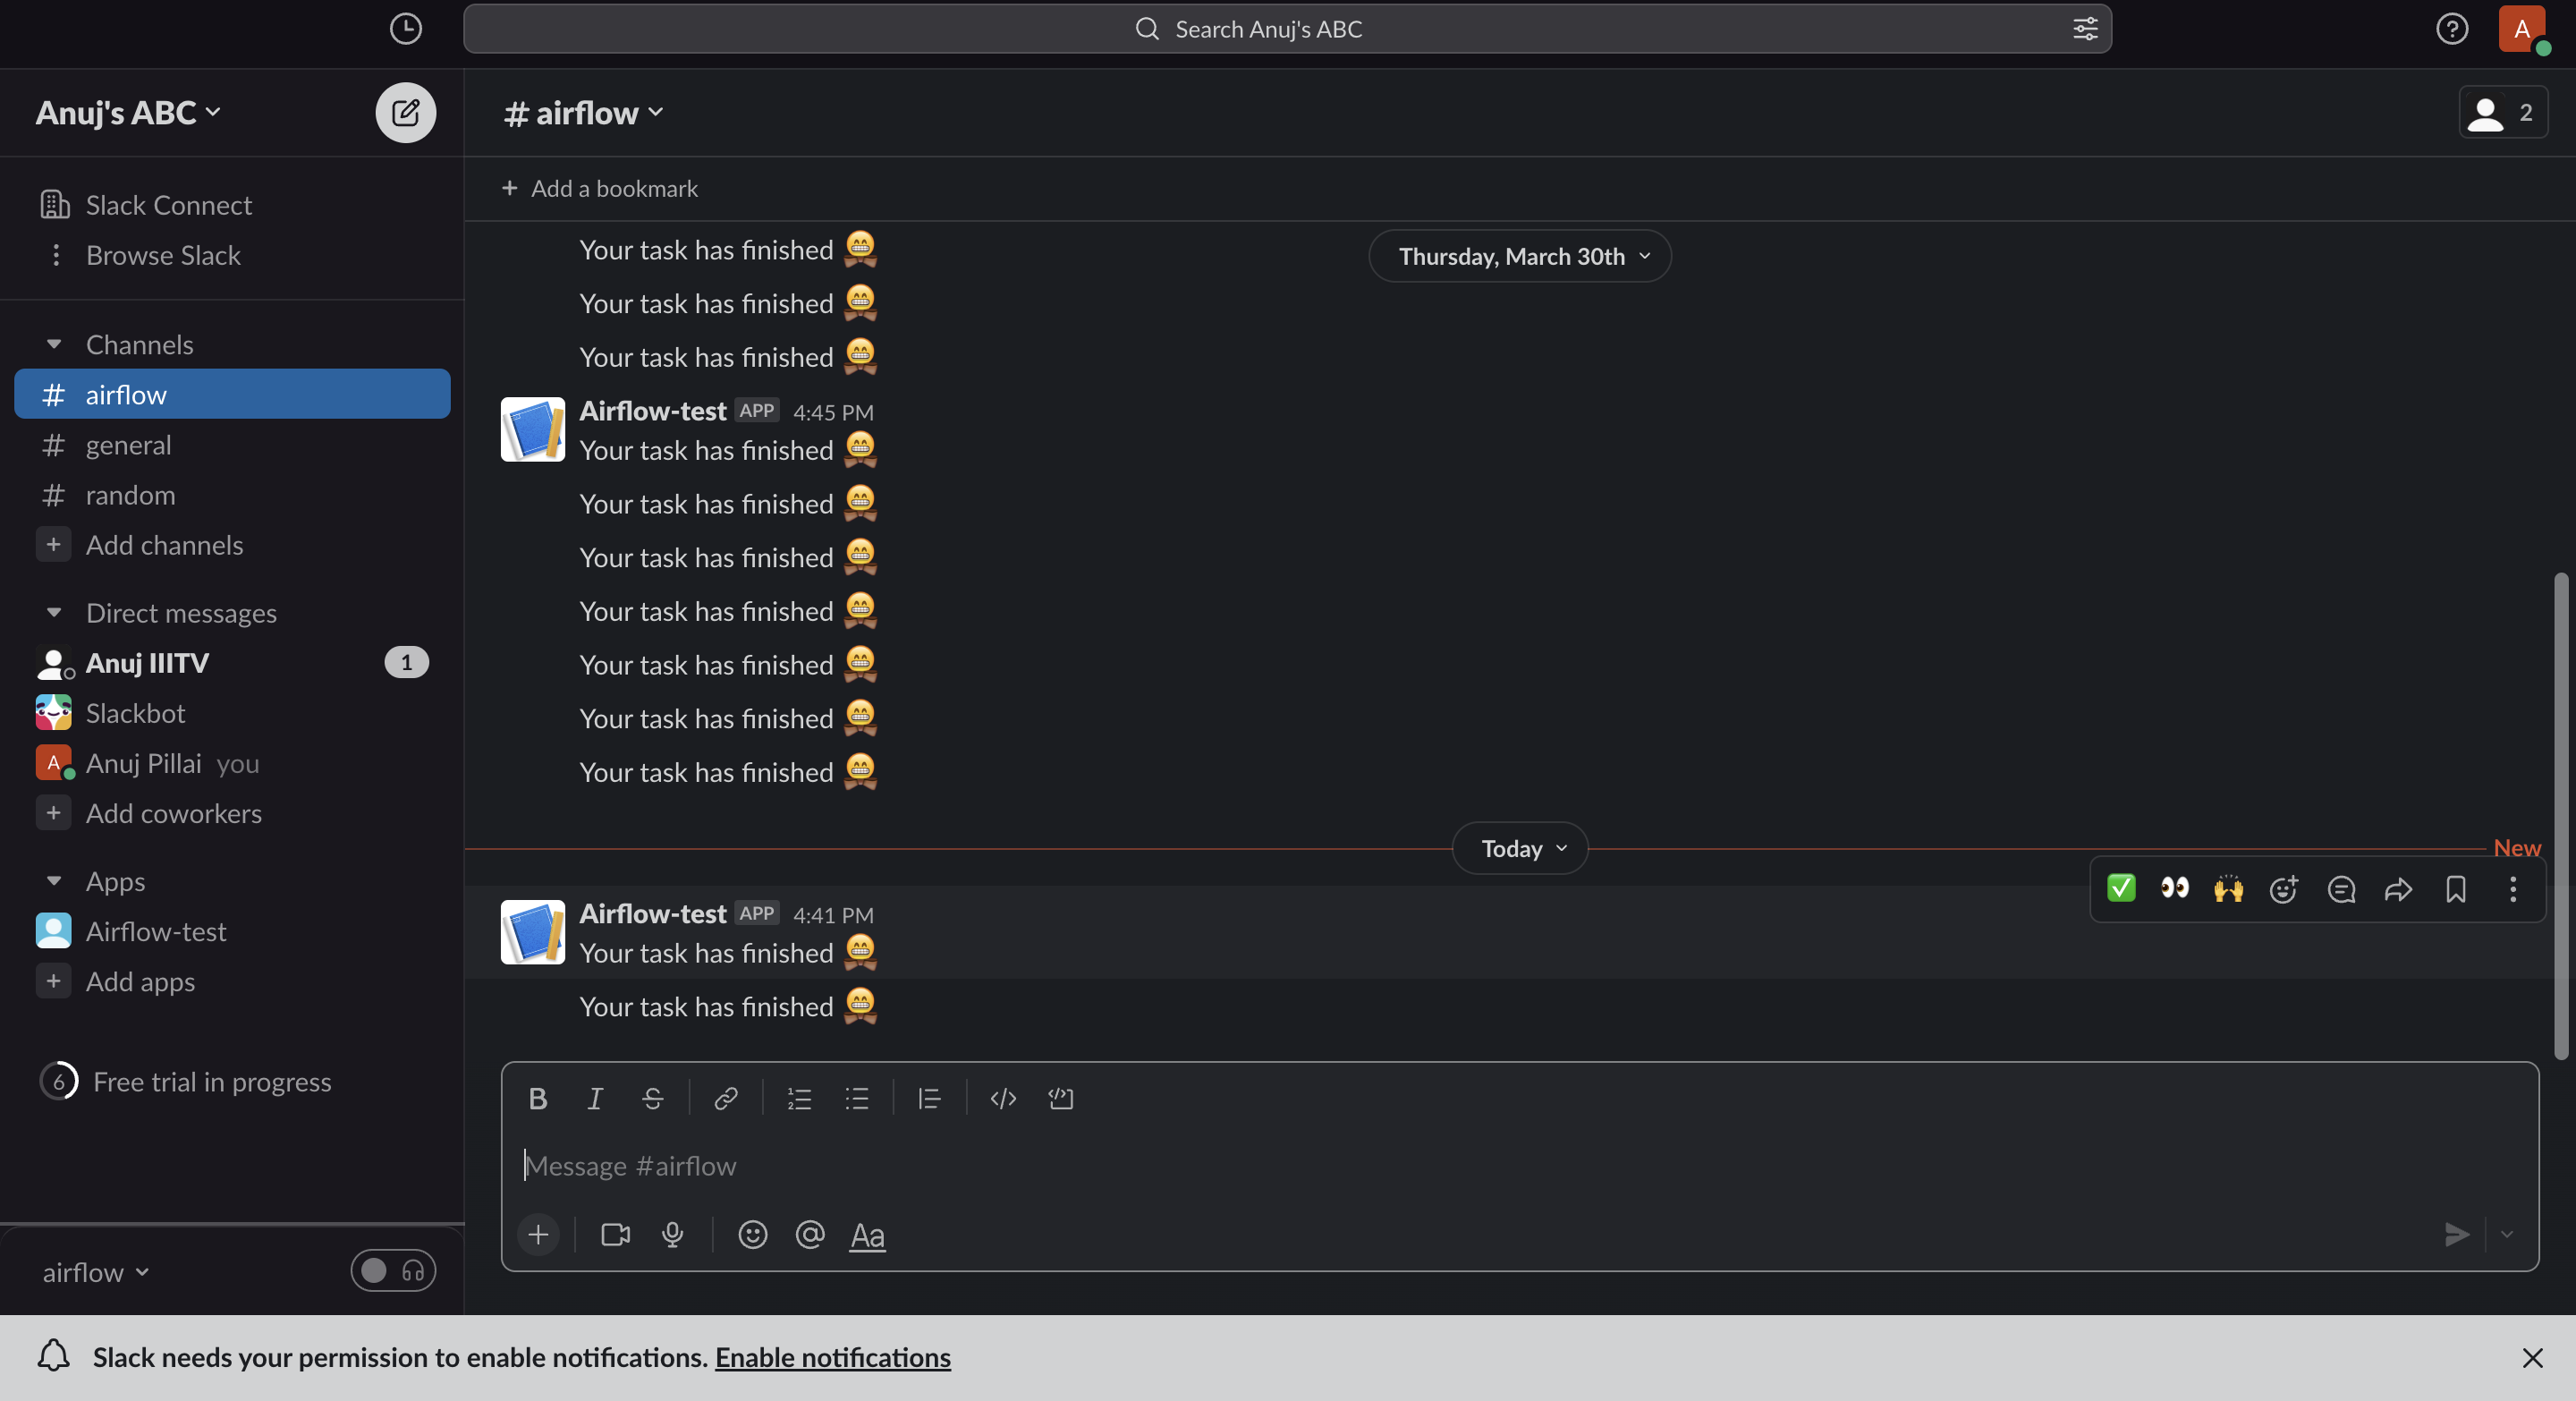 Search Anuj's ABC
A
Anuj's ABC
Slack Connect
Browse Slack
Channels
# airflow
# general
# random
+ Add channels
Direct messages
Anuj IIITV 1
Slackbot
A Anuj Pillai you
+ Add coworkers
Apps
Airflow-test
+ Add apps
6 Free trial in progress
airflow
# airflow
2
+ Add a bookmark
Thursday, March 30th
Your task has finished
Your task has finished
Your task has finished
Airflow-test APP 4:45 PM
Your task has finished
Your task has finished
Your task has finished
Your task has finished
Your task has finished
Your task has finished
Your task has finished
Today
New
Airflow-test APP 4:41 PM
Your task has finished
Your task has finished
B I S
Message #airflow
+ @ Aa
Slack needs your permission to enable notifications. Enable notifications